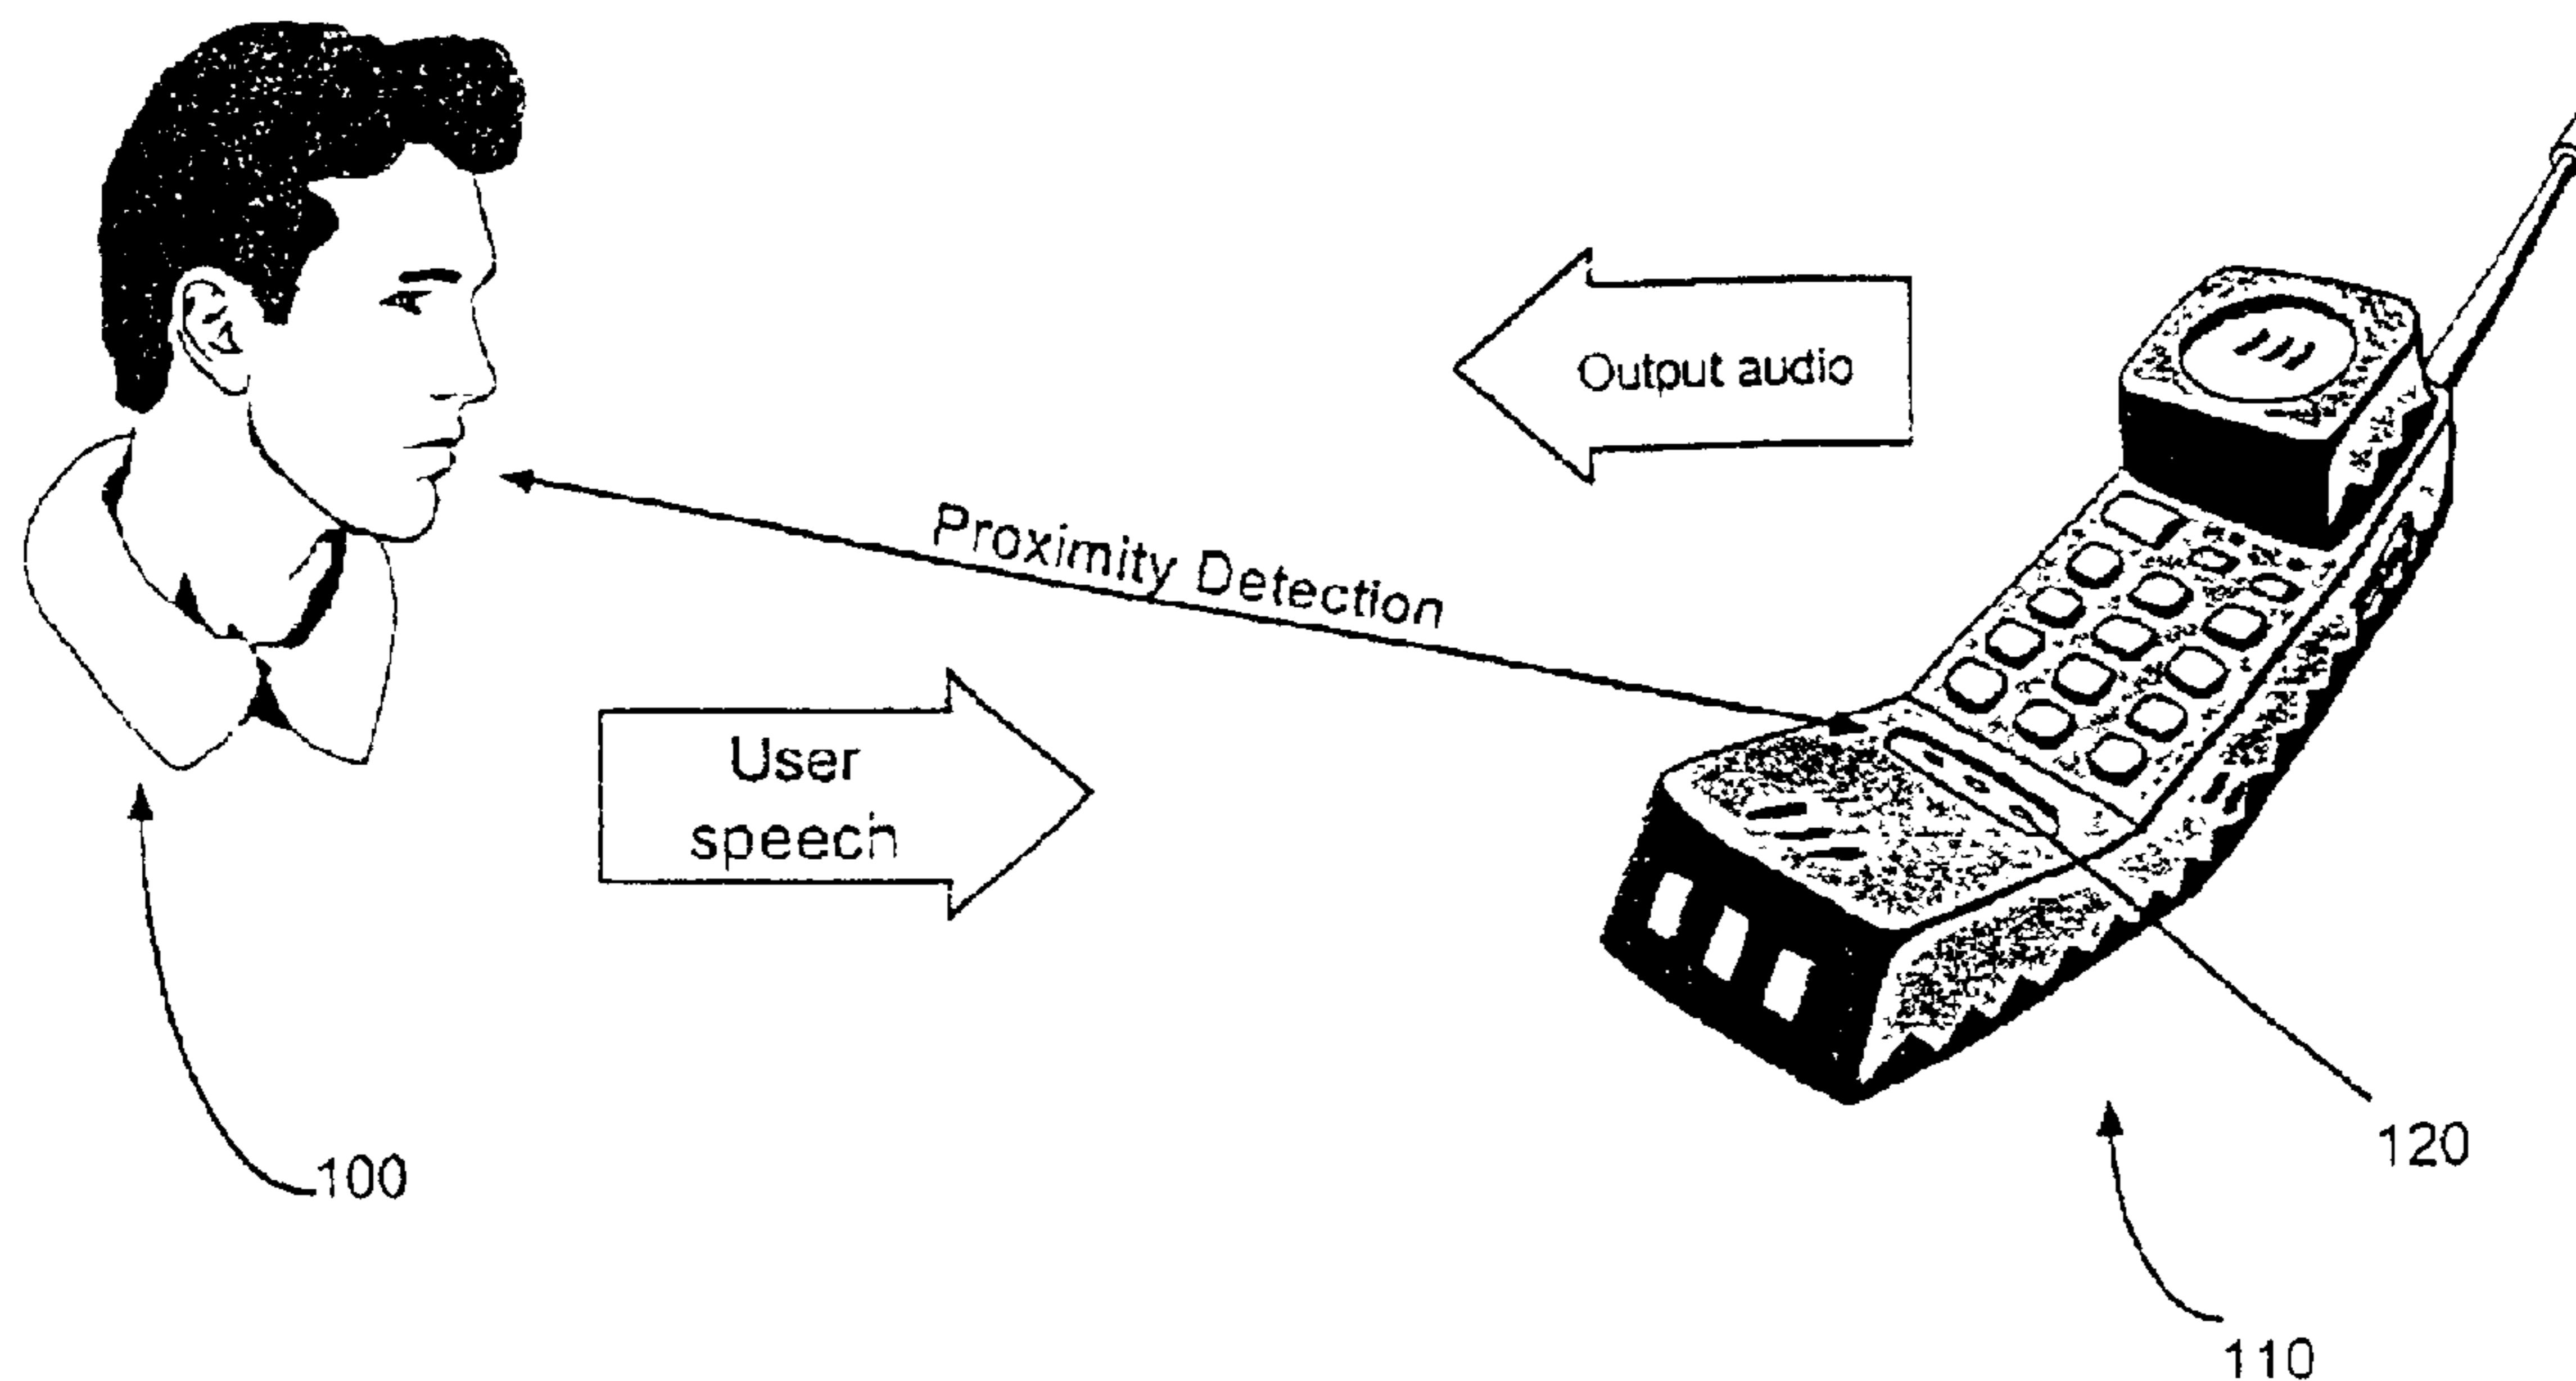 Output audio
Proximity Detection
User
speech
100
120
110